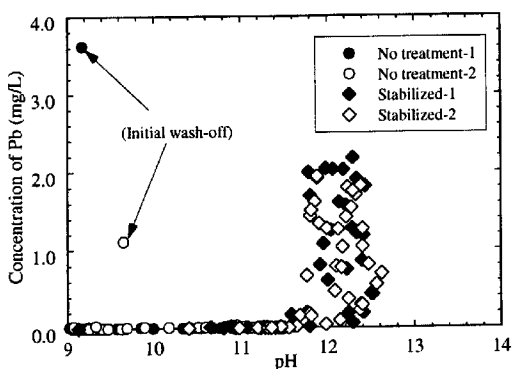 4.0
3.0
2.0
1.0
0.0
Concentration of Pb (mg/L)
No treatment-1
No treatment-2
Stabilized-1
Stabilized-2
(Initial wash-off)
9
10
11
12
13
14
pH